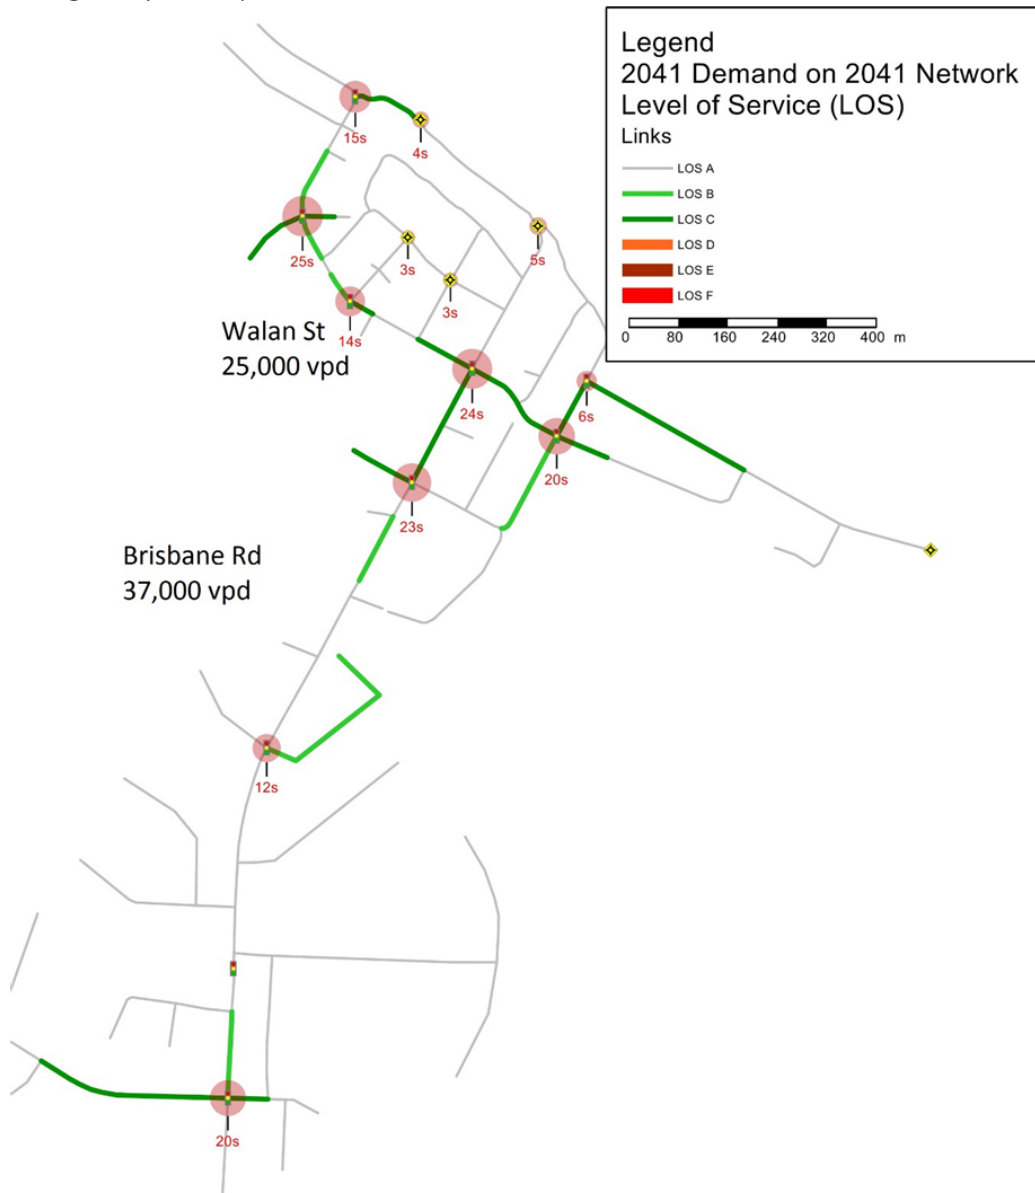 Legend
2041 Demand on 2041 Network
Level of Service (LOS)
Links
LOS A
LOS B
LOS C
LOS D
LOS E
LOS F
0 80 160 240 320 400 m
15s
4s
25s
5s
3s
3s
14s
Walan St
25,000 vpd
24s
6s
20s
23s
Brisbane Rd
37,000 vpd
12s
20s